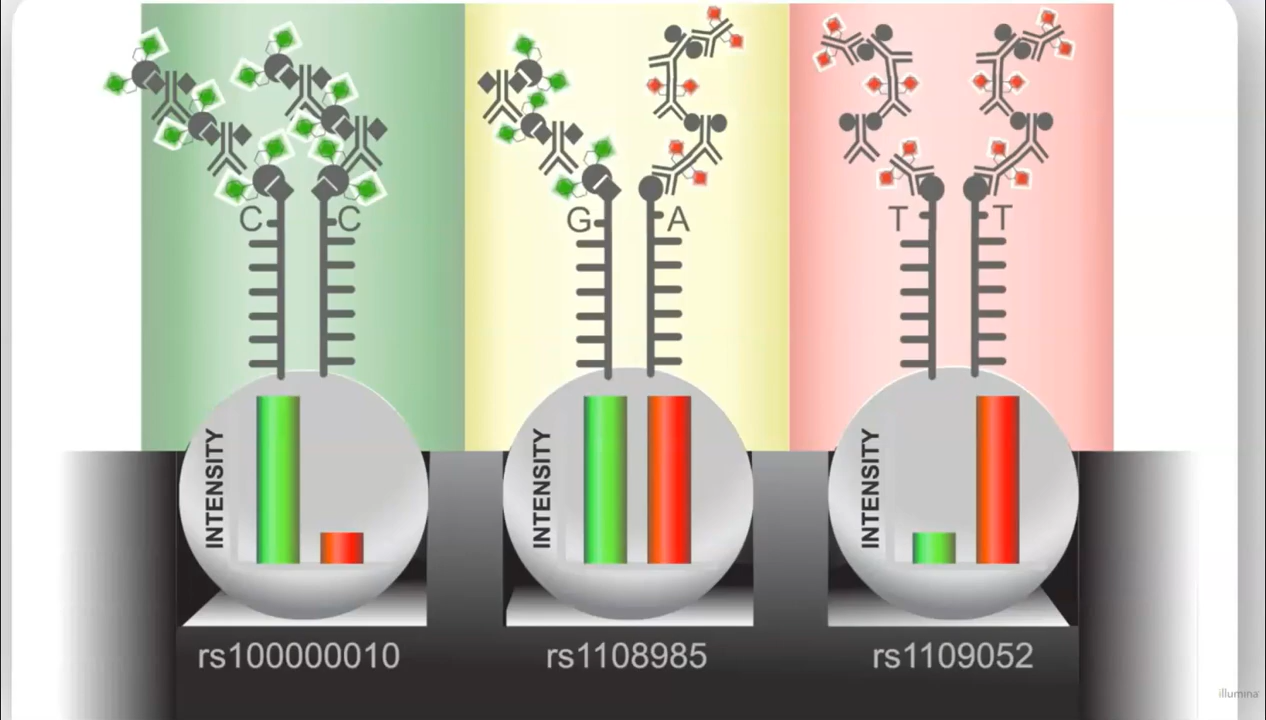 C C G A T T
INTENSITY INTENSITY INTENSITY
rs100000010 rs1108985 rs1109052
illumina